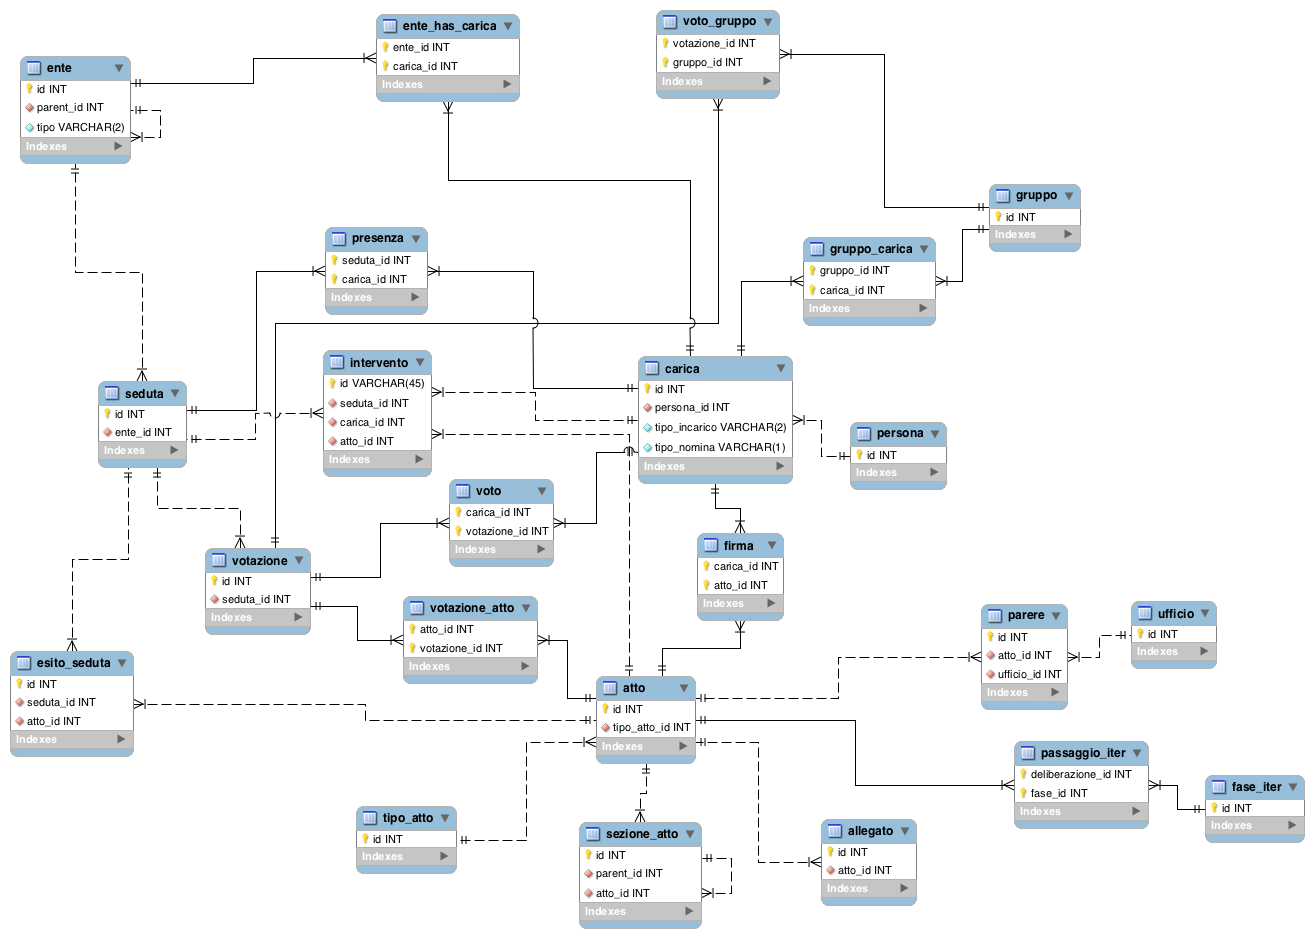 ente_has_carica
ente_id INT
carica_id INT
Indexes
voto_gruppo
votazione_id INT
gruppo_id INT
Indexes
ente
id INT
parent_id INT
tipo VARCHAR(2)
Indexes
gruppo
id INT
Indexes
presenza
seduta_id INT
carica_id INT
Indexes
gruppo_carica
gruppo_id INT
carica_id INT
Indexes
intervento
id VARCHAR(45)
seduta_id INT
carica_id INT
atto_id INT
Indexes
carica
id INT
persona_id INT
tipo_incarico VARCHAR(2)
tipo_nomina VARCHAR(1)
Indexes
seduta
id INT
ente_id INT
Indexes
persona
id INT
Indexes
voto
carica_id INT
votazione_id INT
Indexes
firma
carica_id INT
atto_id INT
Indexes
votazione
id INT
seduta_id INT
Indexes
votazione_atto
atto_id INT
votazione_id INT
Indexes
parere
id INT
atto_id INT
ufficio_id INT
Indexes
ufficio
id INT
Indexes
esito_seduta
id INT
seduta_id INT
atto_id INT
Indexes
atto
id INT
tipo_atto_id INT
Indexes
passaggio_iter
deliberazione_id INT
fase_id INT
Indexes
fase_iter
id INT
Indexes
tipo_atto
id INT
Indexes
sezione_atto
id INT
parent_id INT
atto_id INT
Indexes
allegato
id INT
atto_id INT
Indexes